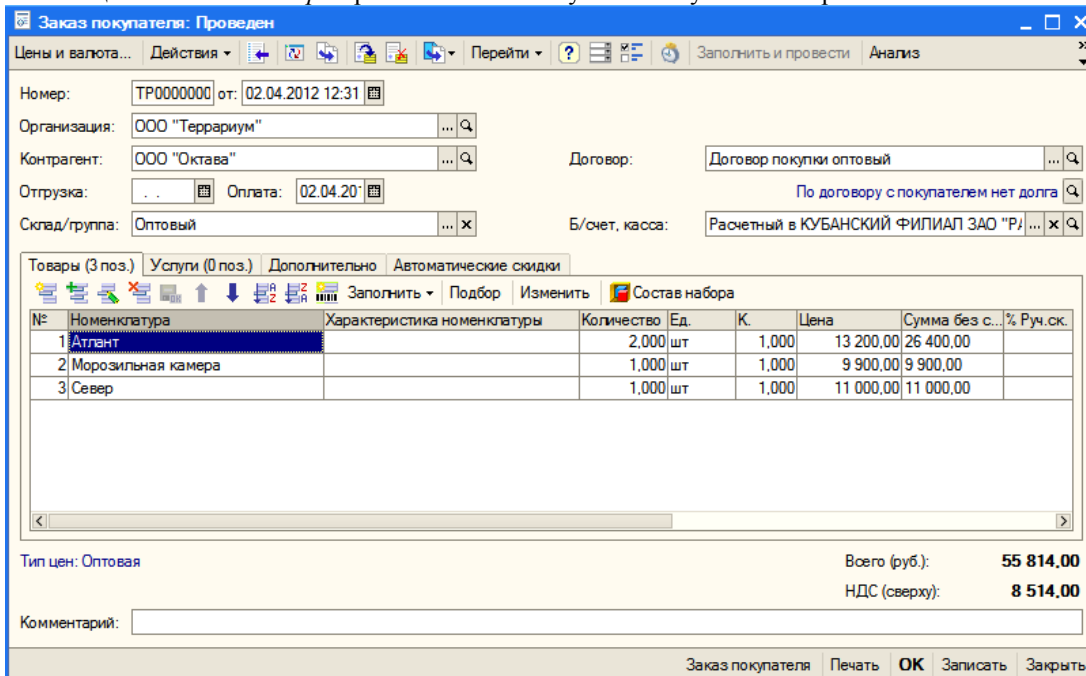 Заказ покупателя: Проведен
Цены и валюта... Действия Перейти ? Заполнить и провести Анализ
Номер: ТР0000000 от: 02.04.2012 12:31
Организация: ООО "Террариум" ...
Контрагент: ООО "Октава" ... Договор: Договор покупки оптовый ...
Отгрузка: . . Оплата: 02.04.20 По договору с покупателем нет долга
Склад/группа: Оптовый ... x Б/счет, касса: Расчетный в КУБАНСКИЙ ФИЛИАЛ ЗАО "РА ... x
Товары (3 поз.) Услуги (0 поз.) Дополнительно Автоматические скидки
Заполнить Подбор Изменить Состав набора
№ Номенклатура Характеристика номенклатуры Количество Ед. К. Цена Сумма без с... % Руч.ск.
1 Атлант 2,000 шт 1,000 13 200,00 26 400,00
2 Морозильная камера 1,000 шт 1,000 9 900,00 9 900,00
3 Север 1,000 шт 1,000 11 000,00 11 000,00
Тип цен: Оптовая Всего (руб.): 55 814,00
НДС (сверху): 8 514,00
Комментарий:
Заказ покупателя Печать OK Записать Закрыть